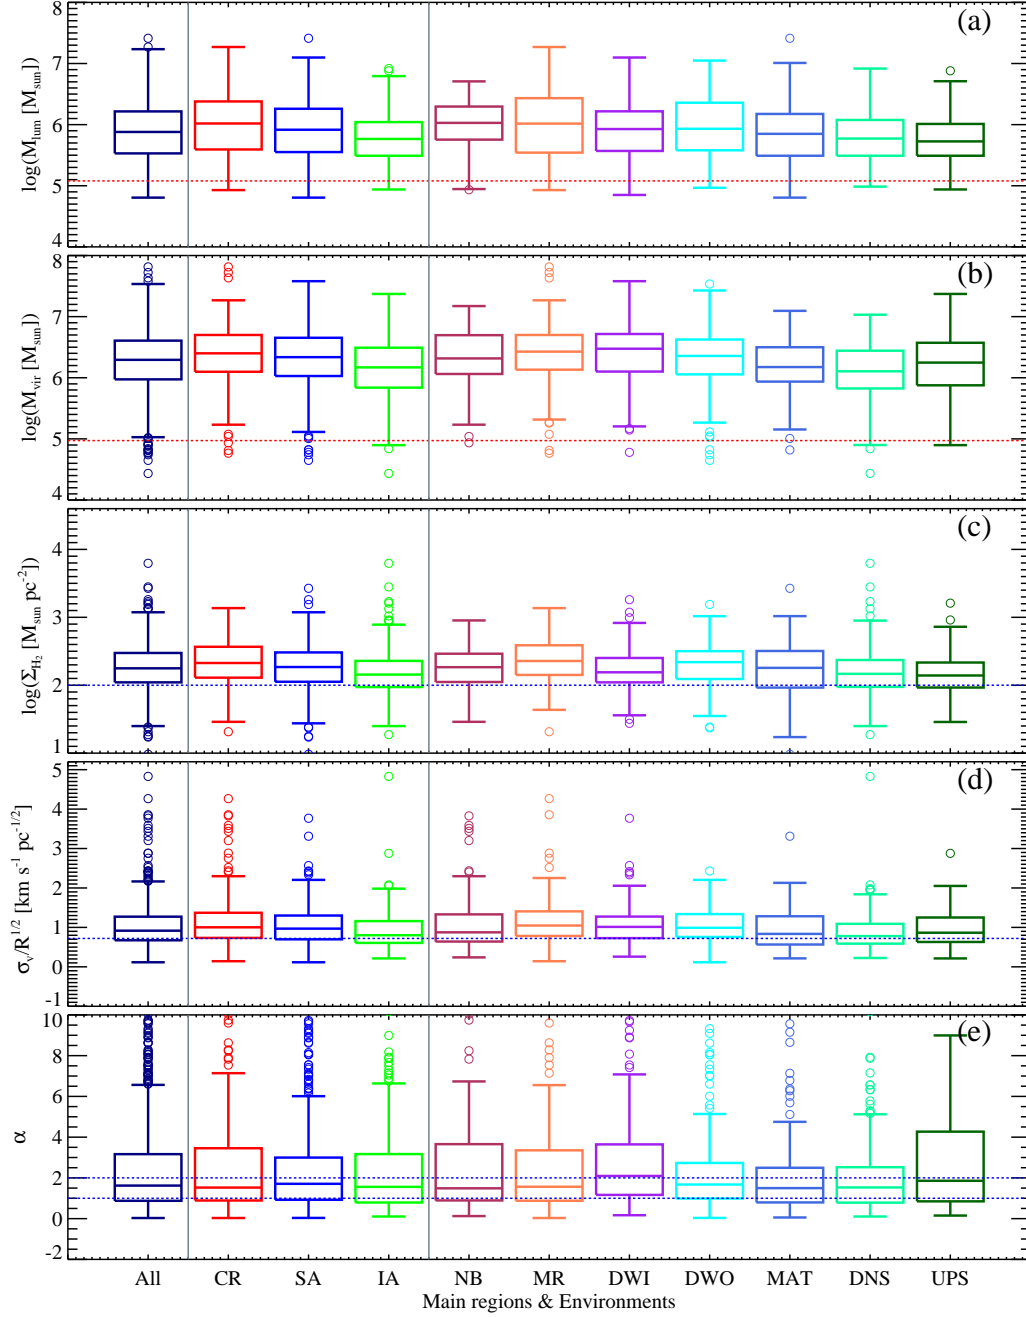 (a)
log(M_lum [M_sun])
8
7
6
5
4
(b)
log(M_vir [M_sun])
8
7
6
5
4
(c)
log(Σ_H2 [M_sun pc^-2])
4
3
2
1
(d)
σ_v/R^1/2 [km s^-1 pc^-1/2]
5
4
3
2
1
0
-1
(e)
α
10
8
6
4
2
0
-2
All CR SA IA NB MR DWI DWO MAT DNS UPS
Main regions & Environments